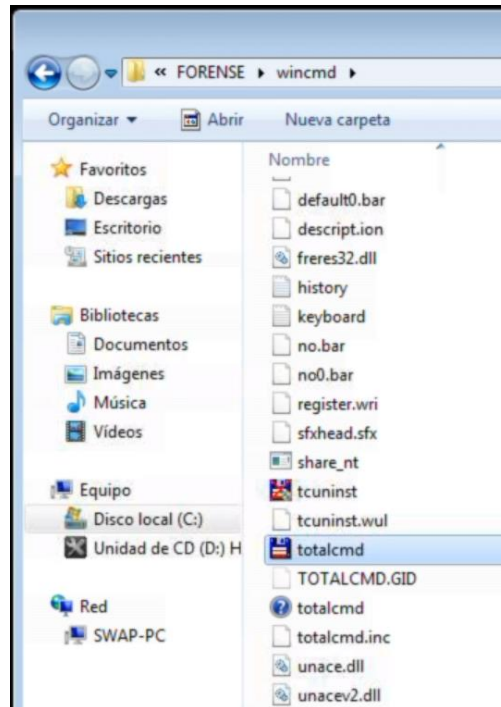 « FORENSE ▸ wincmd ▸
Organizar Abrir Nueva carpeta
Favoritos
Descargas
Escritorio
Sitios recientes
Bibliotecas
Documentos
Imágenes
Música
Vídeos
Equipo
Disco local (C:)
Unidad de CD (D:) H
Red
SWAP-PC
Nombre
default0.bar
descript.ion
freres32.dll
history
keyboard
no.bar
no0.bar
register.wri
sfxhead.sfx
share_nt
tcuninst
tcuninst.wul
totalcmd
TOTALCMD.GID
totalcmd
totalcmd.inc
unace.dll
unacev2.dll